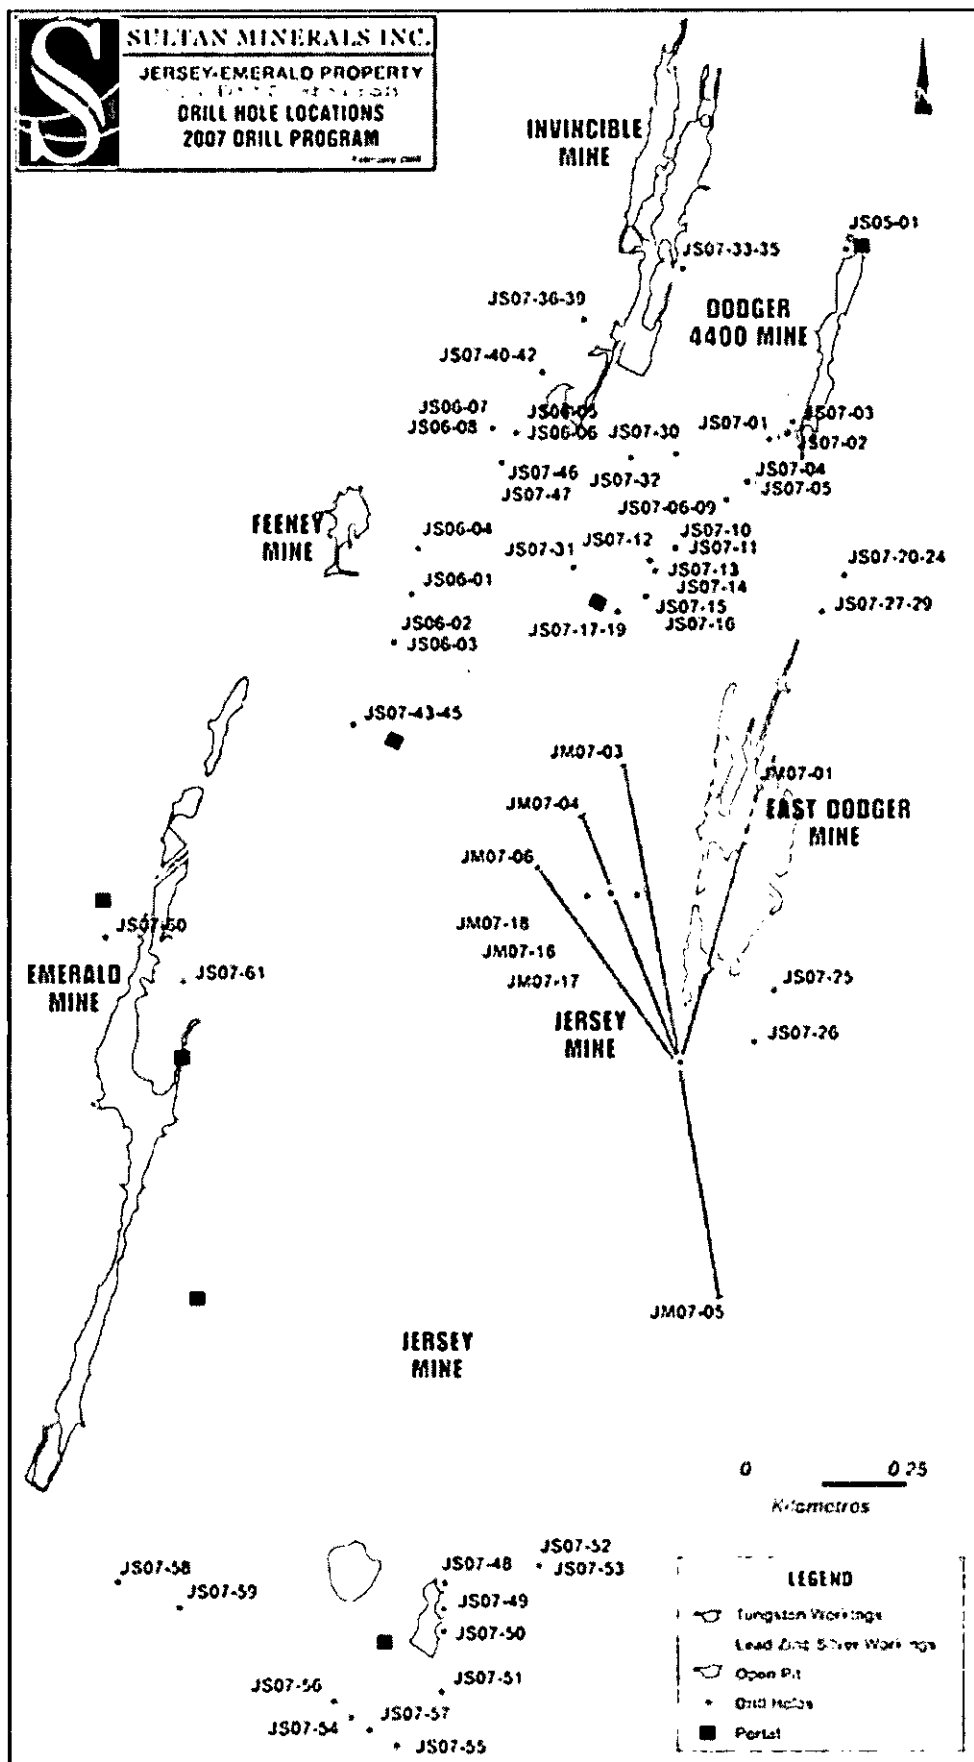 SULTAN MINERALS INC.
JERSEY-EMERALD PROPERTY
DRILL HOLE LOCATIONS
2007 DRILL PROGRAM
INVINCIBLE
MINE
JS05-01
JS07-33-35
JS07-36-39
DODGER
4400 MINE
JS07-40-42
JS06-07
JS06-05
JS07-03
JS06-08
JS06-06
JS07-30
JS07-01
JS07-02
JS07-46
JS07-32
JS07-04
JS07-47
JS07-05
JS07-06-09
FEENEY
MINE
JS06-04
JS07-12
JS07-10
JS07-31
JS07-11
JS07-20-24
JS07-13
JS06-01
JS07-14
JS07-15
JS07-27-29
JS06-02
JS07-17-19
JS07-16
JS06-03
JS07-43-45
JM07-03
JM07-01
JM07-04
EAST DODGER
MINE
JM07-06
JM07-18
JS07-60
JM07-16
EMERALD
MINE
JS07-61
JM07-17
JS07-25
JERSEY
MINE
JS07-26
JM07-05
JERSEY
MINE
0 0.25
Kilometres
JS07-52
JS07-58
JS07-48
JS07-53
JS07-59
JS07-49
JS07-50
JS07-51
JS07-56
JS07-57
JS07-54
JS07-55
LEGEND
Tungsten Workings
Lead Zinc Silver Workings
Open Pit
Drill Holes
Portal